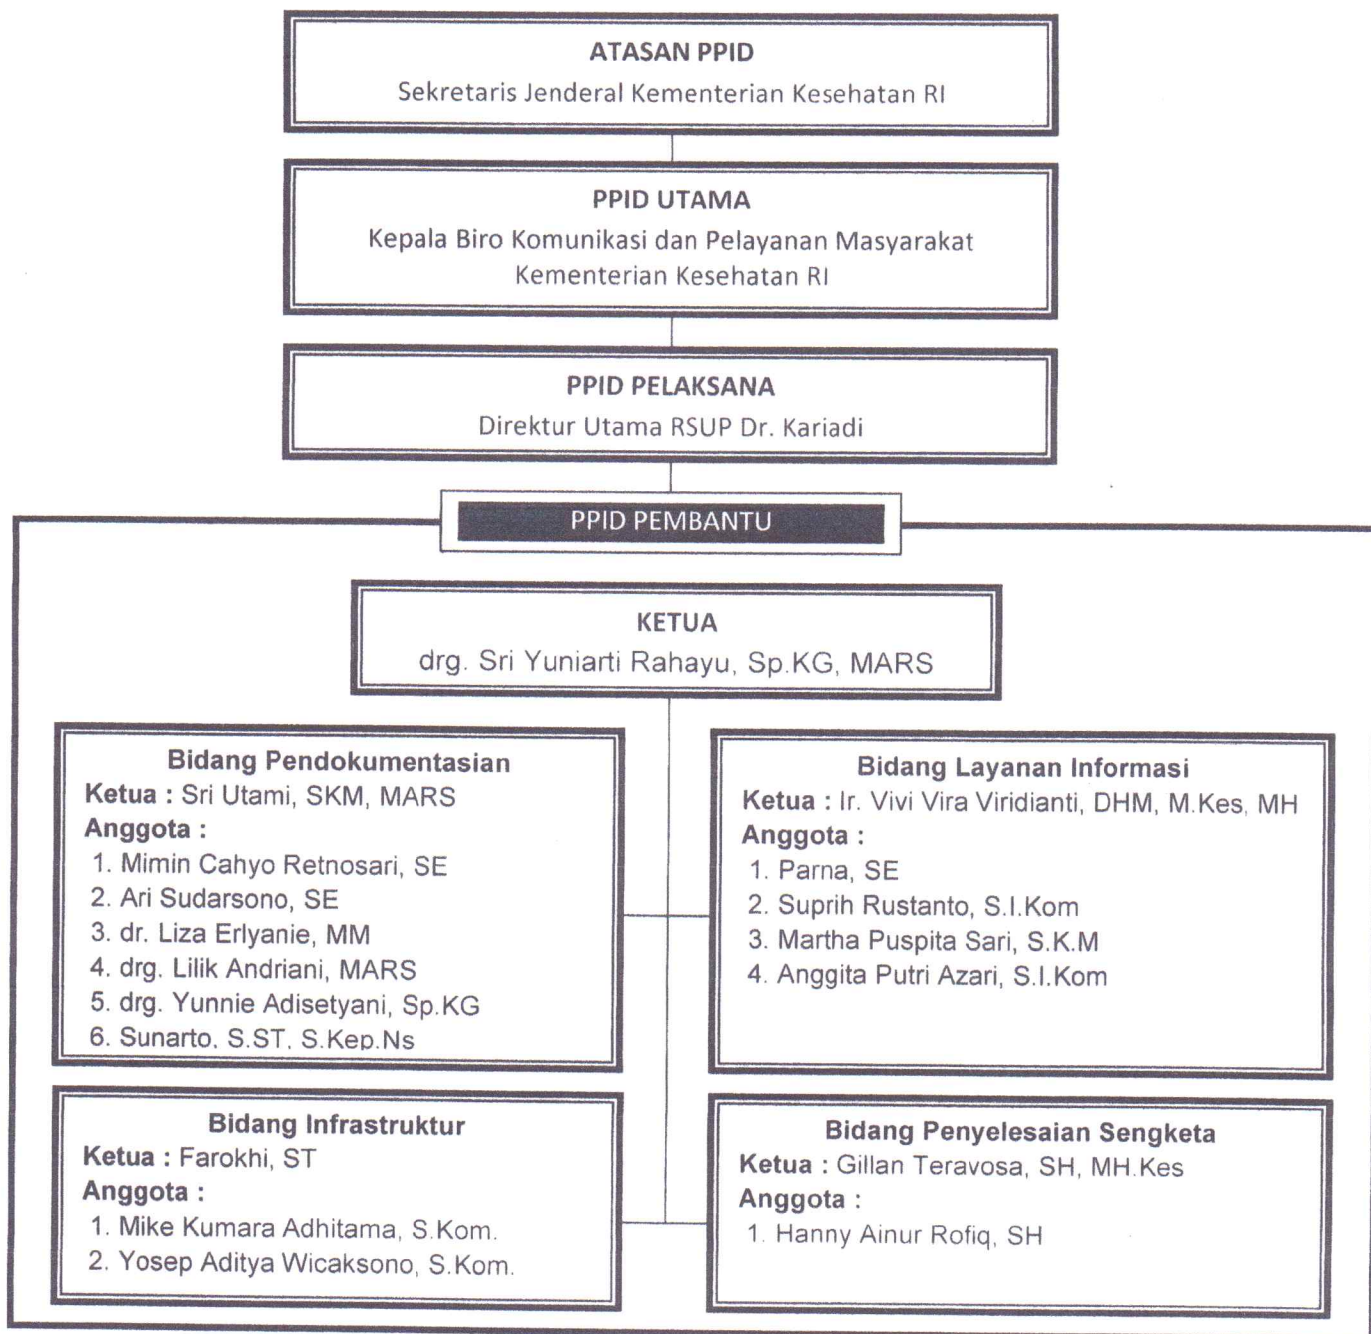 ATASAN PPID
Sekretaris Jenderal Kementerian Kesehatan RI
PPID UTAMA
Kepala Biro Komunikasi dan Pelayanan Masyarakat
Kementerian Kesehatan RI
PPID PELAKSANA
Direktur Utama RSUP Dr. Kariadi
PPID PEMBANTU
KETUA
drg. Sri Yuniarti Rahayu, Sp.KG, MARS
Bidang Pendokumentasian
Ketua : Sri Utami, SKM, MARS
Anggota :
1. Mimin Cahyo Retnosari, SE
2. Ari Sudarsono, SE
3. dr. Liza Erlyanie, MM
4. drg. Lilik Andriani, MARS
5. drg. Yunnie Adisetyani, Sp.KG
6. Sunarto, S.ST, S.Kep.Ns
Bidang Layanan Informasi
Ketua : Ir. Vivi Vira Viridianti, DHM, M.Kes, MH
Anggota :
1. Parna, SE
2. Suprih Rustanto, S.I.Kom
3. Martha Puspita Sari, S.K.M
4. Anggita Putri Azari, S.I.Kom
Bidang Infrastruktur
Ketua : Farokhi, ST
Anggota :
1. Mike Kumara Adhitama, S.Kom.
2. Yosep Aditya Wicaksono, S.Kom.
Bidang Penyelesaian Sengketa
Ketua : Gillan Teravosa, SH, MH.Kes
Anggota :
1. Hanny Ainur Rofiq, SH